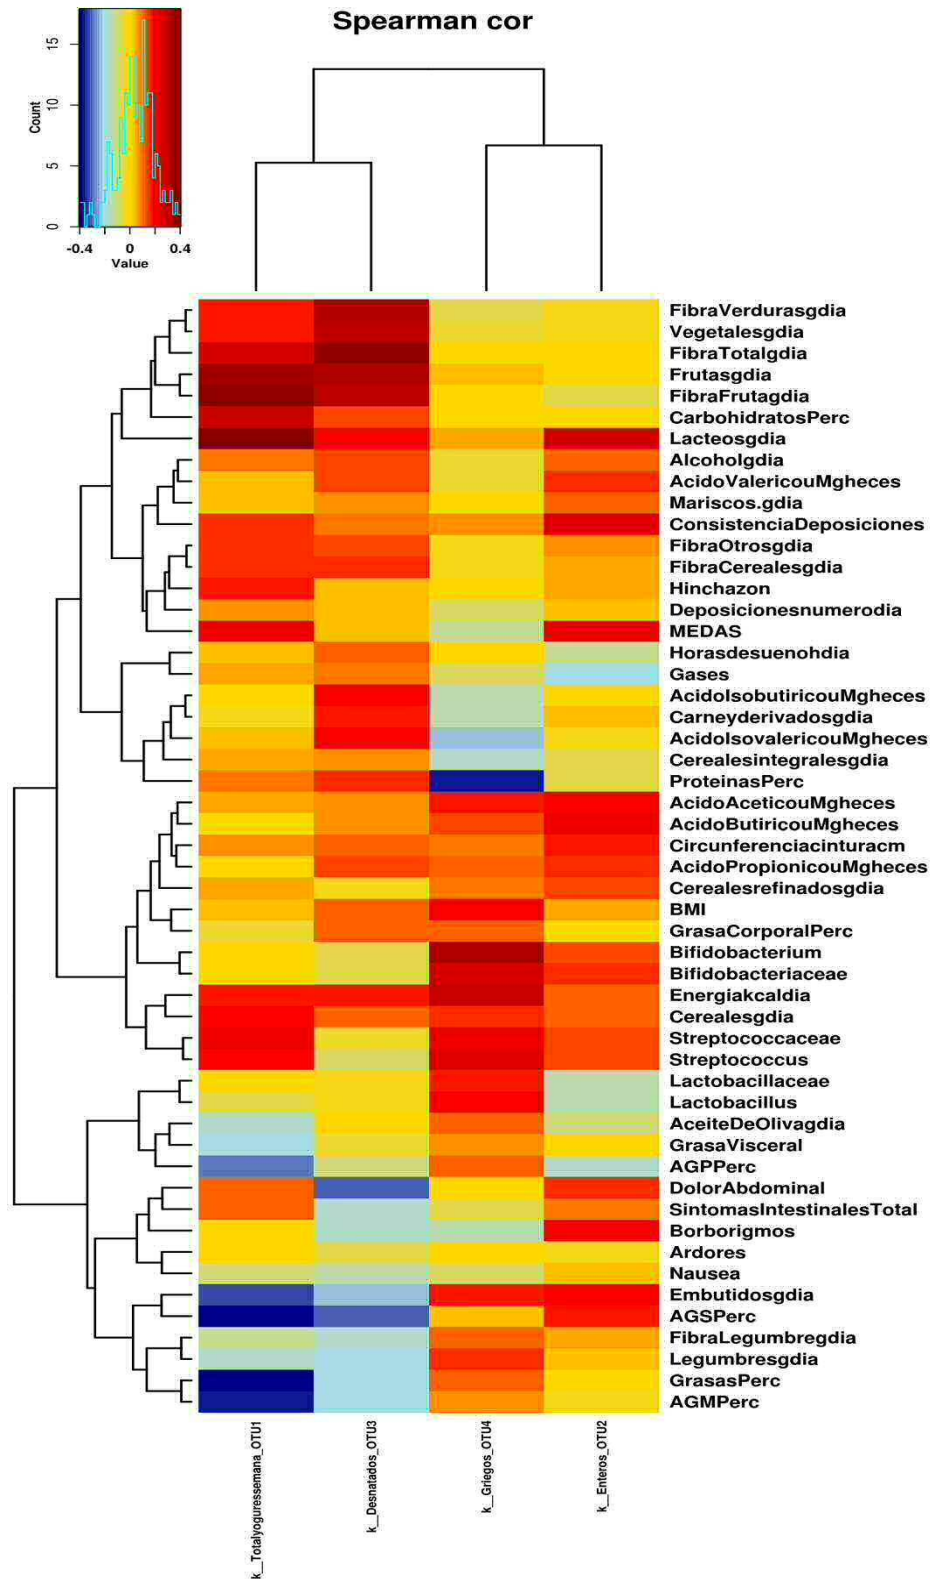 Spearman cor
Count
0
5
10
15
-0.4 0 0.4
Value
FibraVerdurasgdia
Vegetalesgdia
FibraTotalgdia
Frutasgdia
FibraFrutagdia
CarbohidratosPerc
Lacteosgdia
Alcoholgdia
AcidoValericouMgheces
Mariscos.gdia
ConsistenciaDeposiciones
FibraOtrosgdia
FibraCerealesgdia
Hinchazon
Deposicionesnumerodia
MEDAS
Horasdesuenohdia
Gases
AcidoIsobutiricouMgheces
Carneyderivadosgdia
AcidoIsovalericouMgheces
Cerealesintegralesgdia
ProteinasPerc
AcidoAceticouMgheces
AcidoButiricouMgheces
Circunferenciacinturacm
AcidoPropionicouMgheces
Cerealesrefinadosgdia
BMI
GrasaCorporalPerc
Bifidobacterium
Bifidobacteriaceae
Energiakcaldia
Cerealesgdia
Streptococcaceae
Streptococcus
Lactobacillaceae
Lactobacillus
AceiteDeOlivagdia
GrasaVisceral
AGPPerc
DolorAbdominal
SintomasIntestinalesTotal
Borborigmos
Ardores
Nausea
Embutidosgdia
AGSPerc
FibraLegumbregdia
Legumbresgdia
GrasasPerc
AGMPerc
k__Totalyoguressemana_OTU1
k__Desnatados_OTU3
k__Griegos_OTU4
k__Enteros_OTU2